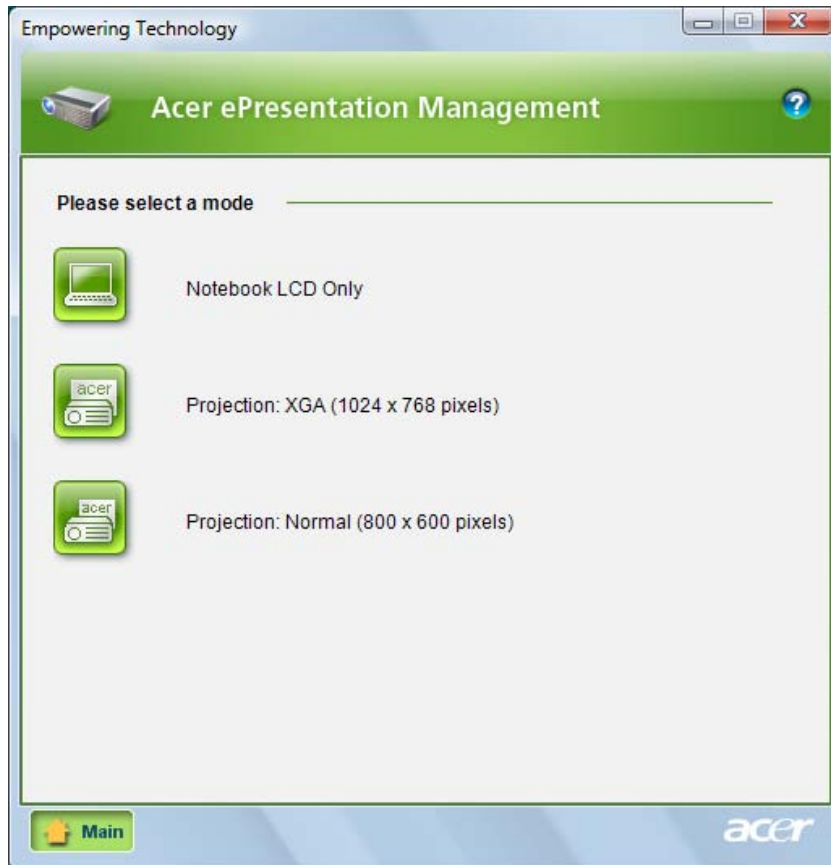 Empowering Technology
Acer ePresentation Management
?
Please select a mode
Notebook LCD Only
acer
Projection: XGA (1024 x 768 pixels)
acer
Projection: Normal (800 x 600 pixels)
Main
acer